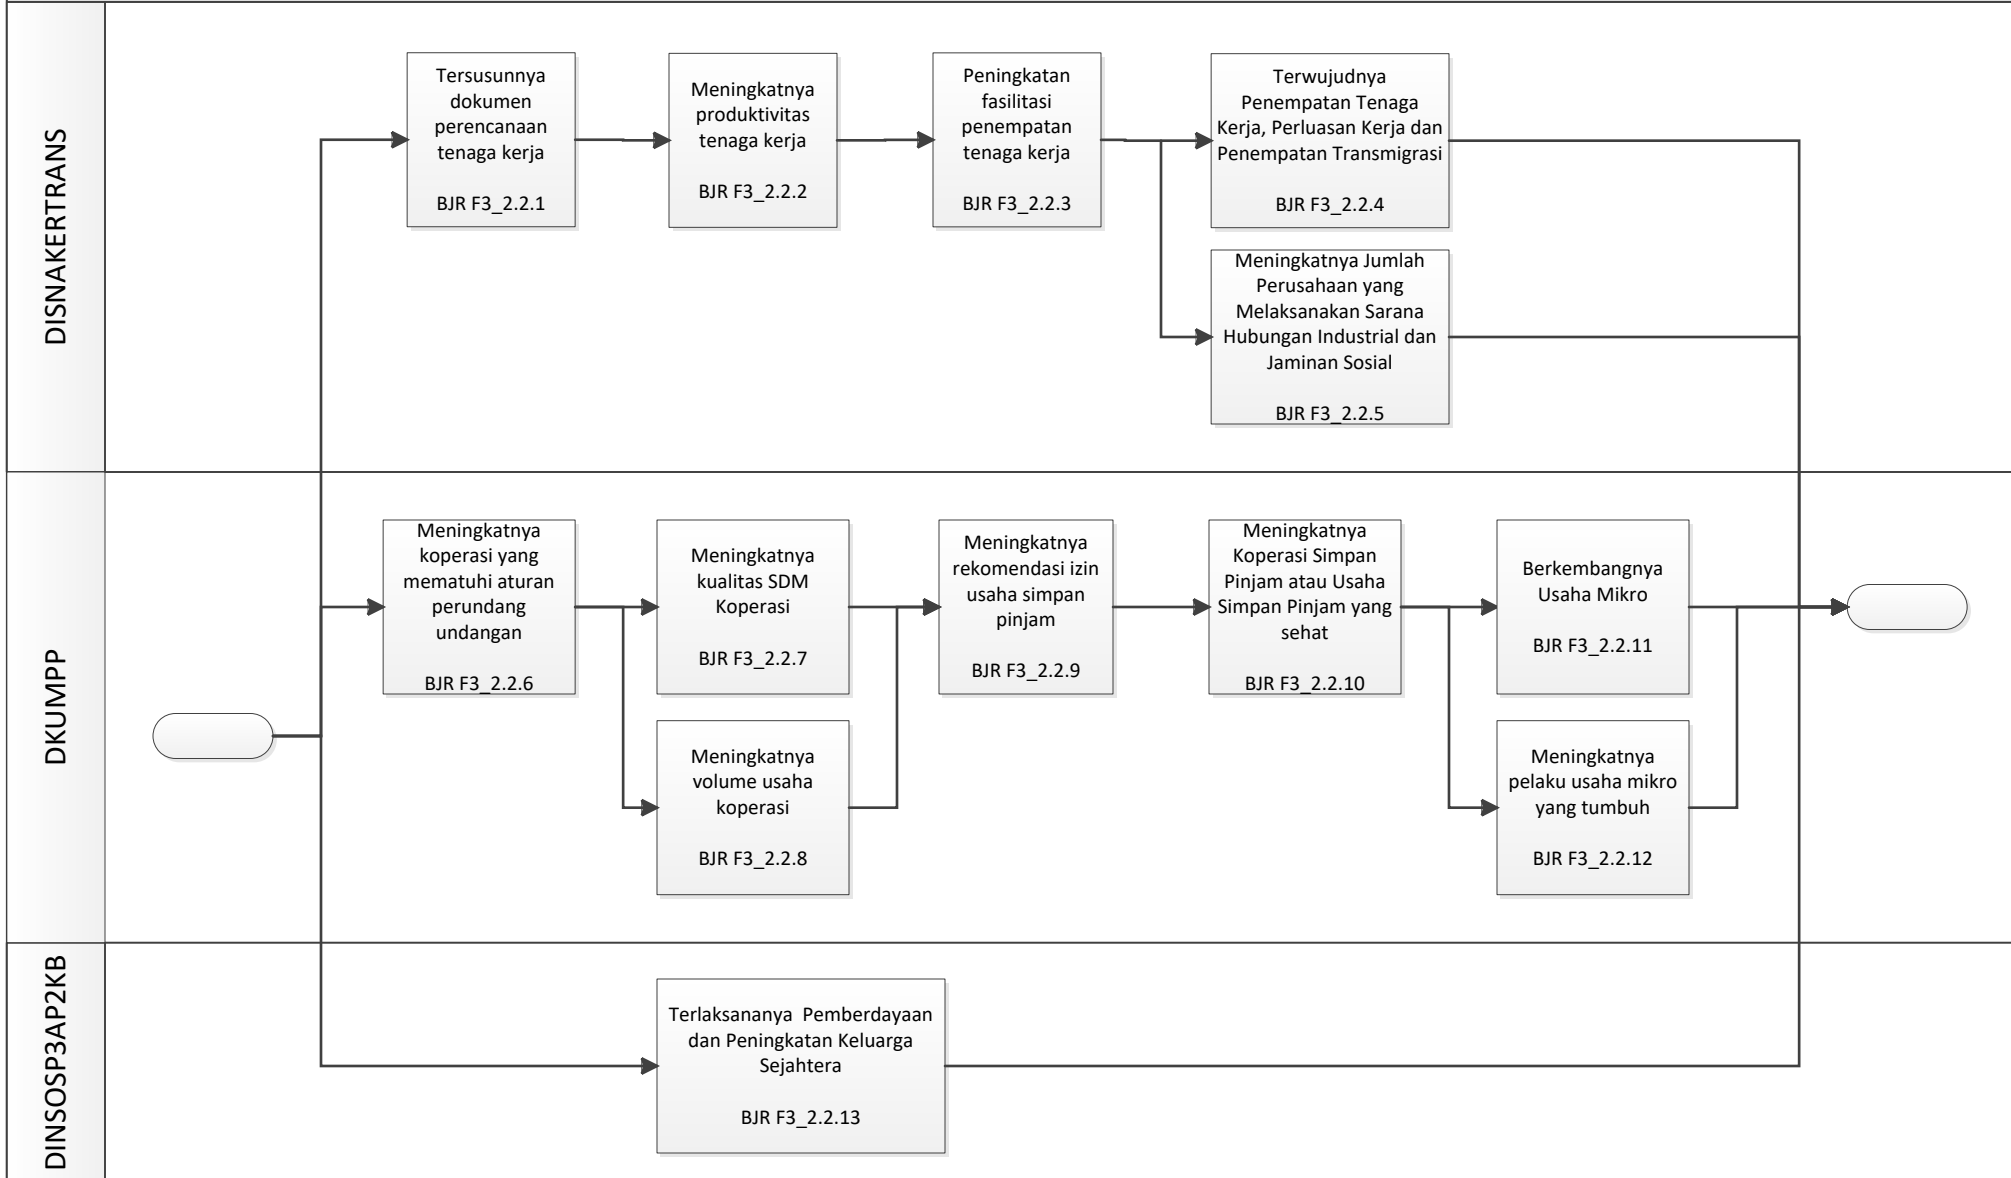 DISNAKERTRANS
Tersusunnya
dokumen
perencanaan
tenaga kerja
BJR F3_2.2.1
Meningkatnya
produktivitas
tenaga kerja
BJR F3_2.2.2
Peningkatan
fasilitasi
penempatan
tenaga kerja
BJR F3_2.2.3
Terwujudnya
Penempatan Tenaga
Kerja, Perluasan Kerja dan
Penempatan Transmigrasi
BJR F3_2.2.4
Meningkatnya Jumlah
Perusahaan yang
Melaksanakan Sarana
Hubungan Industrial dan
Jaminan Sosial
BJR F3_2.2.5
DKUMPP
Meningkatnya
koperasi yang
mematuhi aturan
perundang
undangan
BJR F3_2.2.6
Meningkatnya
kualitas SDM
Koperasi
BJR F3_2.2.7
Meningkatnya
volume usaha
koperasi
BJR F3_2.2.8
Meningkatnya
rekomendasi izin
usaha simpan
pinjam
BJR F3_2.2.9
Meningkatnya
Koperasi Simpan
Pinjam atau Usaha
Simpan Pinjam yang
sehat
BJR F3_2.2.10
Berkembangnya
Usaha Mikro
BJR F3_2.2.11
Meningkatnya
pelaku usaha mikro
yang tumbuh
BJR F3_2.2.12
DINSOSP3AP2KB
Terlaksananya  Pemberdayaan
dan Peningkatan Keluarga
Sejahtera
BJR F3_2.2.13